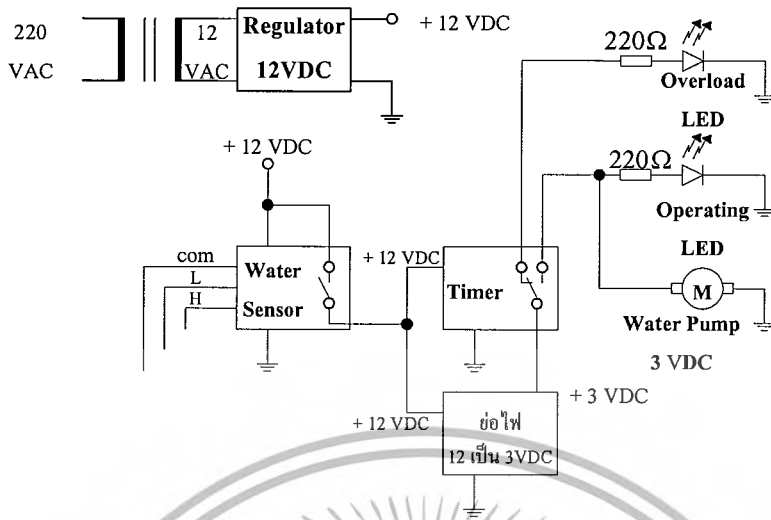 220
VAC
12
VAC
Regulator
12VDC
+ 12 VDC
220Ω
Overload
LED
+ 12 VDC
220Ω
Operating
LED
com
L
H
Water
Sensor
+ 12 VDC
Timer
M
Water Pump
3 VDC
+ 3 VDC
+ 12 VDC
ย่อไฟ
12 เป็น 3VDC